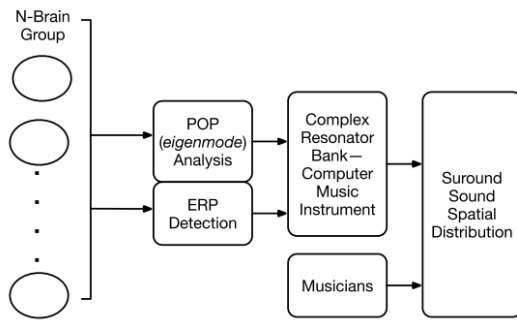 N-Brain
Group
POP
(eigenmode)
Analysis
ERP
Detection
Complex
Resonator
Bank—
Computer
Music
Instrument
Musicians
Suround
Sound
Spatial
Distribution